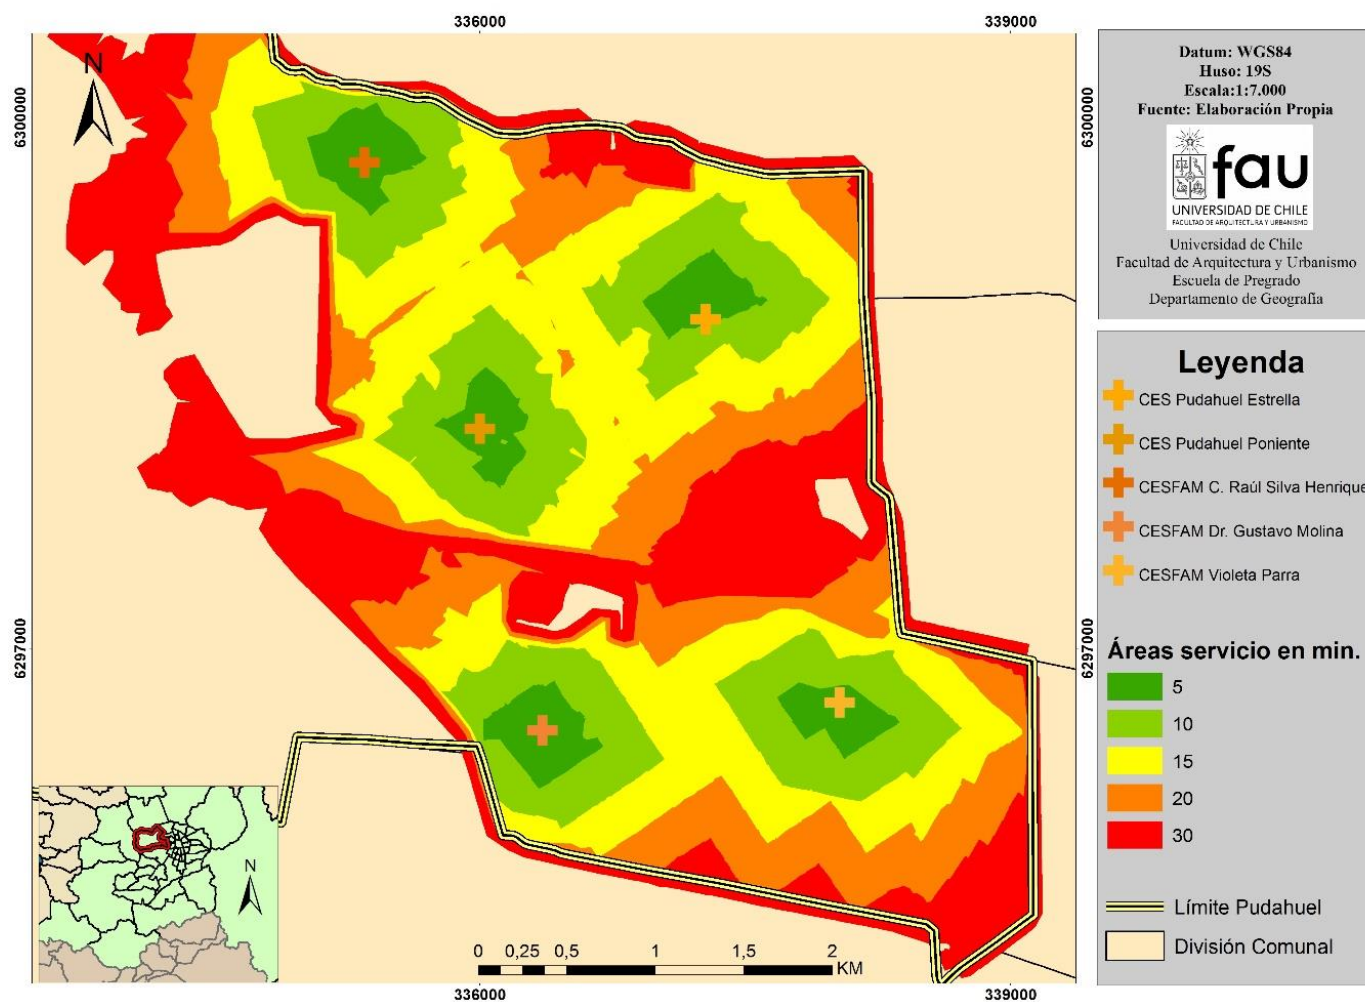 336000
339000
N
6300000
6300000
6297000
6297000
N
0 0,25 0,5 1 1,5 2
KM
336000
339000
Datum: WGS84
Huso: 19S
Escala:1:7.000
Fuente: Elaboración Propia
fau
UNIVERSIDAD DE CHILE
FACULTAD DE ARQUITECTURA Y URBANISMO
Universidad de Chile
Facultad de Arquitectura y Urbanismo
Escuela de Pregrado
Departamento de Geografía
Leyenda
CES Pudahuel Estrella
CES Pudahuel Poniente
CESFAM C. Raúl Silva Henrique
CESFAM Dr. Gustavo Molina
CESFAM Violeta Parra
Áreas servicio en min.
5
10
15
20
30
Límite Pudahuel
División Comunal